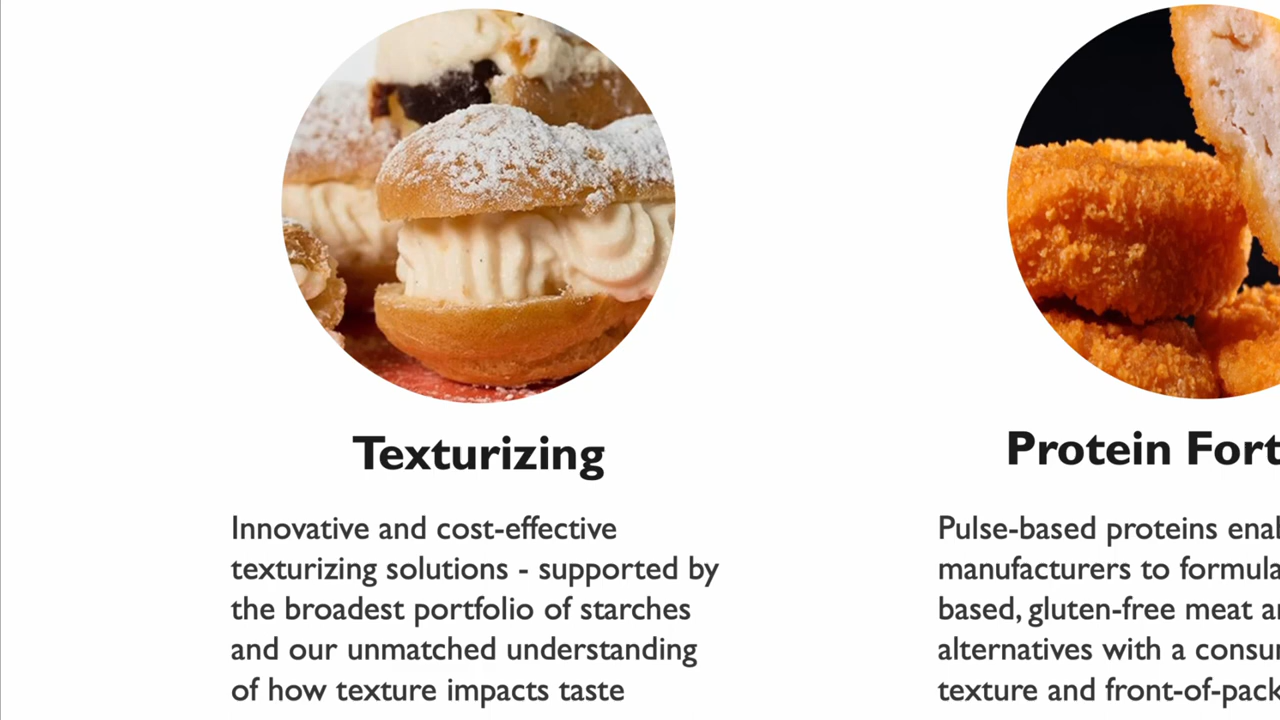 Texturizing
Innovative and cost-effective
texturizing solutions - supported by
the broadest portfolio of starches
and our unmatched understanding
of how texture impacts taste
Protein Fort
Pulse-based proteins enab
manufacturers to formula
based, gluten-free meat a
alternatives with a consu
texture and front-of-pack